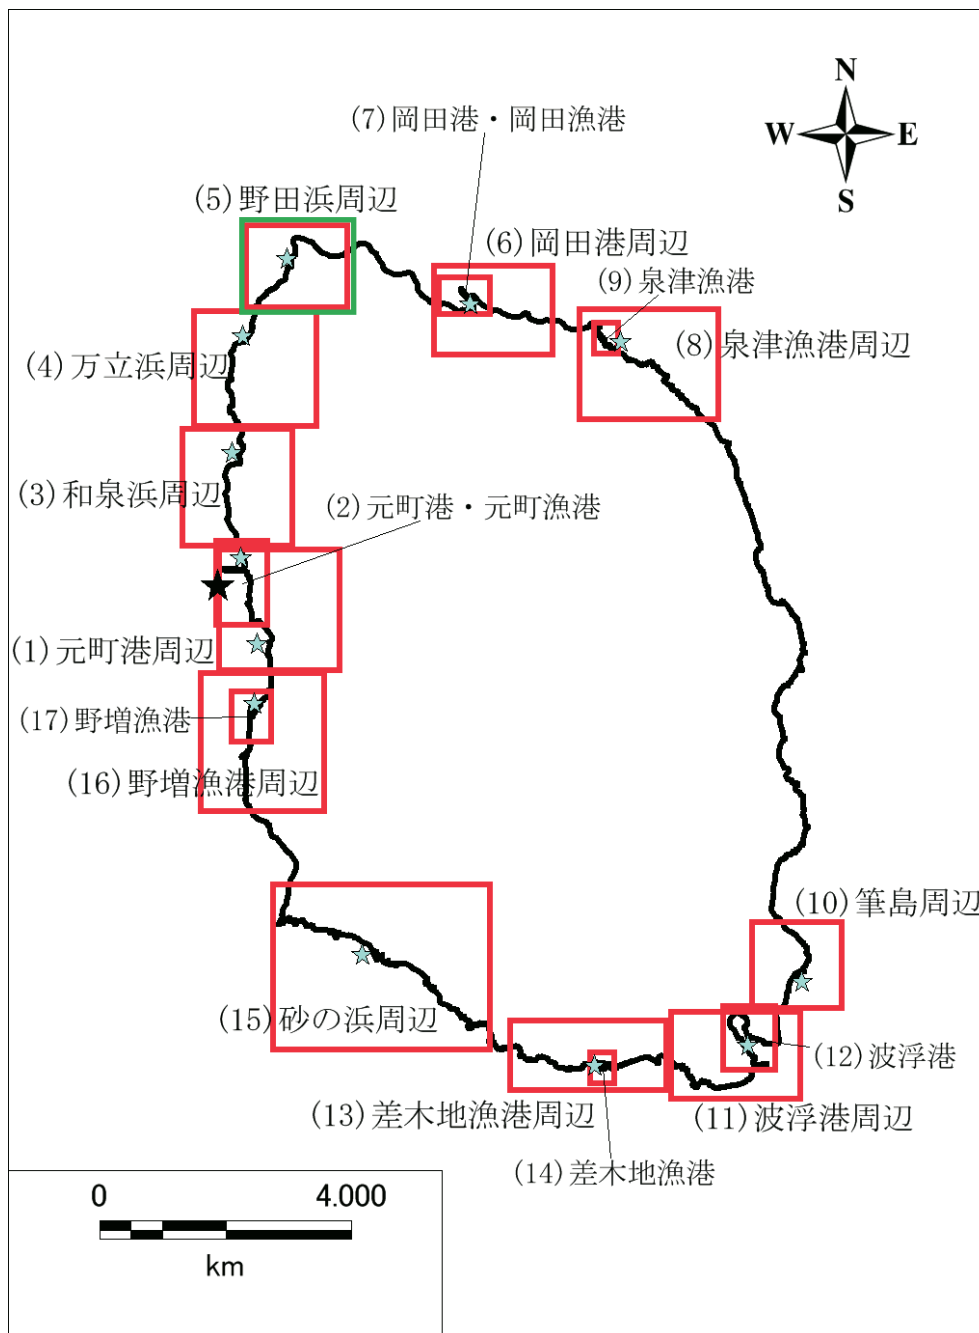 N
(7)岡田港・岡田漁港
W
E
S
(5)野田浜周辺
(6)岡田港周辺
(9)泉津漁港
(8)泉津漁港周辺
(4)万立浜周辺
(3)和泉浜周辺
(2)元町港・元町漁港
(1)元町港周辺
(17)野増漁港
(16)野増漁港周辺
(10)筆島周辺
(15)砂の浜周辺
(12)波浮港
(13)差木地漁港周辺
(11)波浮港周辺
(14)差木地漁港
0
4.000
km